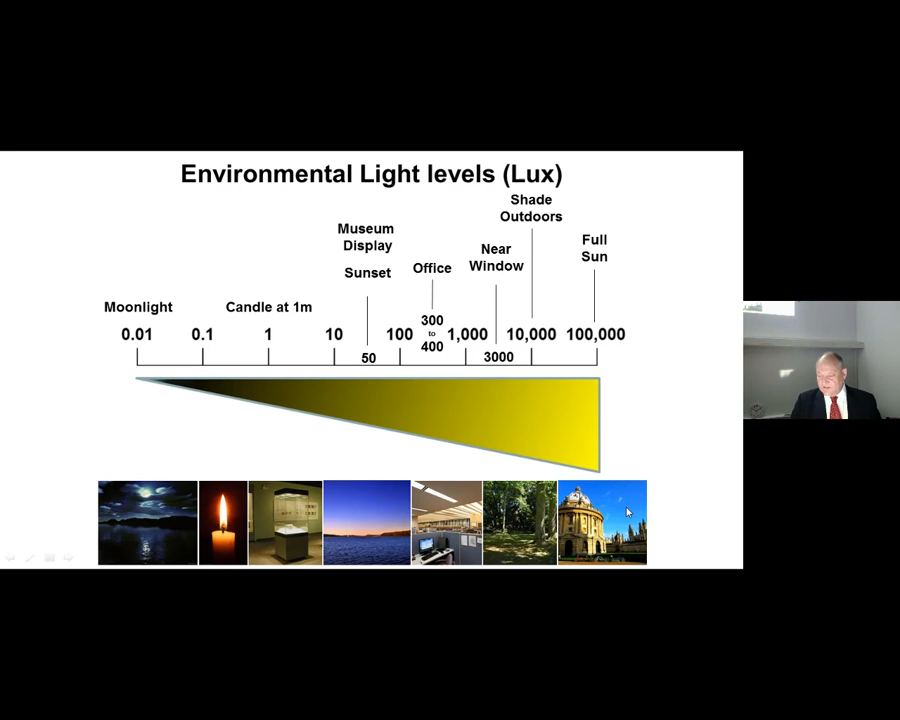 Environmental Light levels (Lux)
Shade
Outdoors
Museum
Display
Full
Sun
Near
Window
Sunset
Office
Moonlight
Candle at 1m
300
to
400
0.01 0.1 1 10 100 1,000 10,000 100,000
50
3000